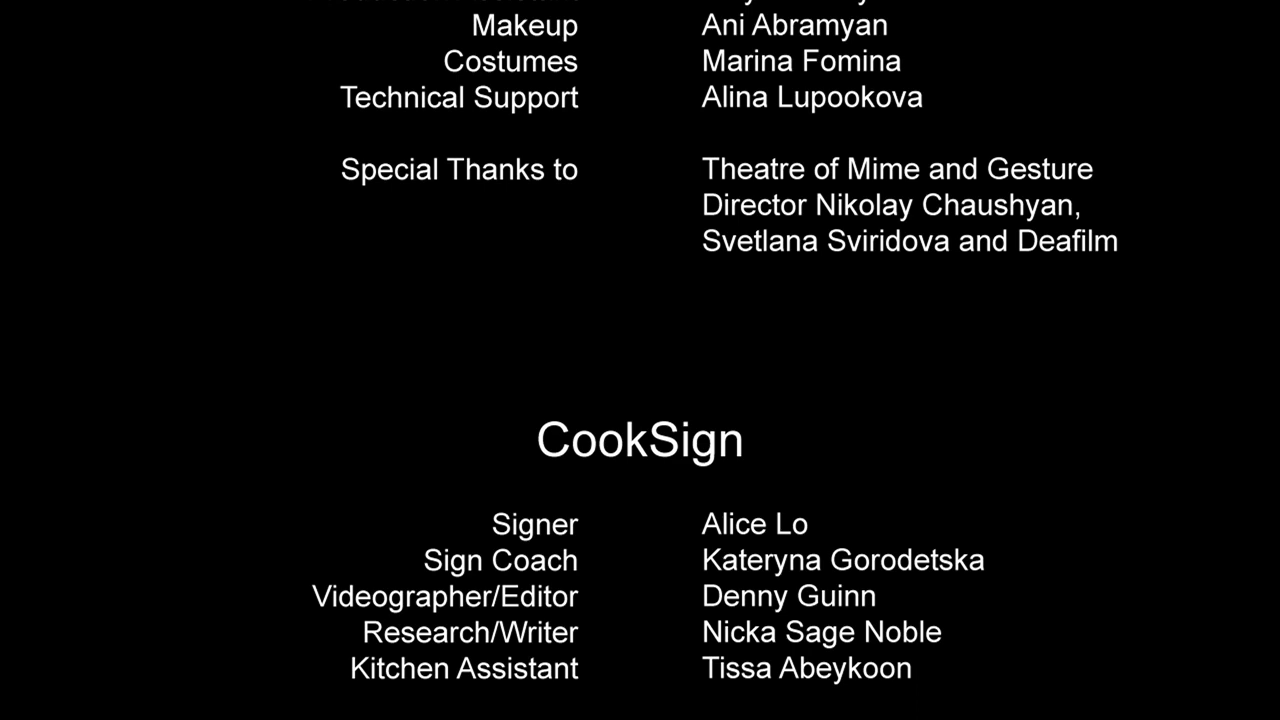 Makeup Ani Abramyan
Costumes Marina Fomina
Technical Support Alina Lupookova
Special Thanks to Theatre of Mime and Gesture
Director Nikolay Chaushyan,
Svetlana Sviridova and Deafilm
CookSign
Signer Alice Lo
Sign Coach Kateryna Gorodetska
Videographer/Editor Denny Guinn
Research/Writer Nicka Sage Noble
Kitchen Assistant Tissa Abeykoon